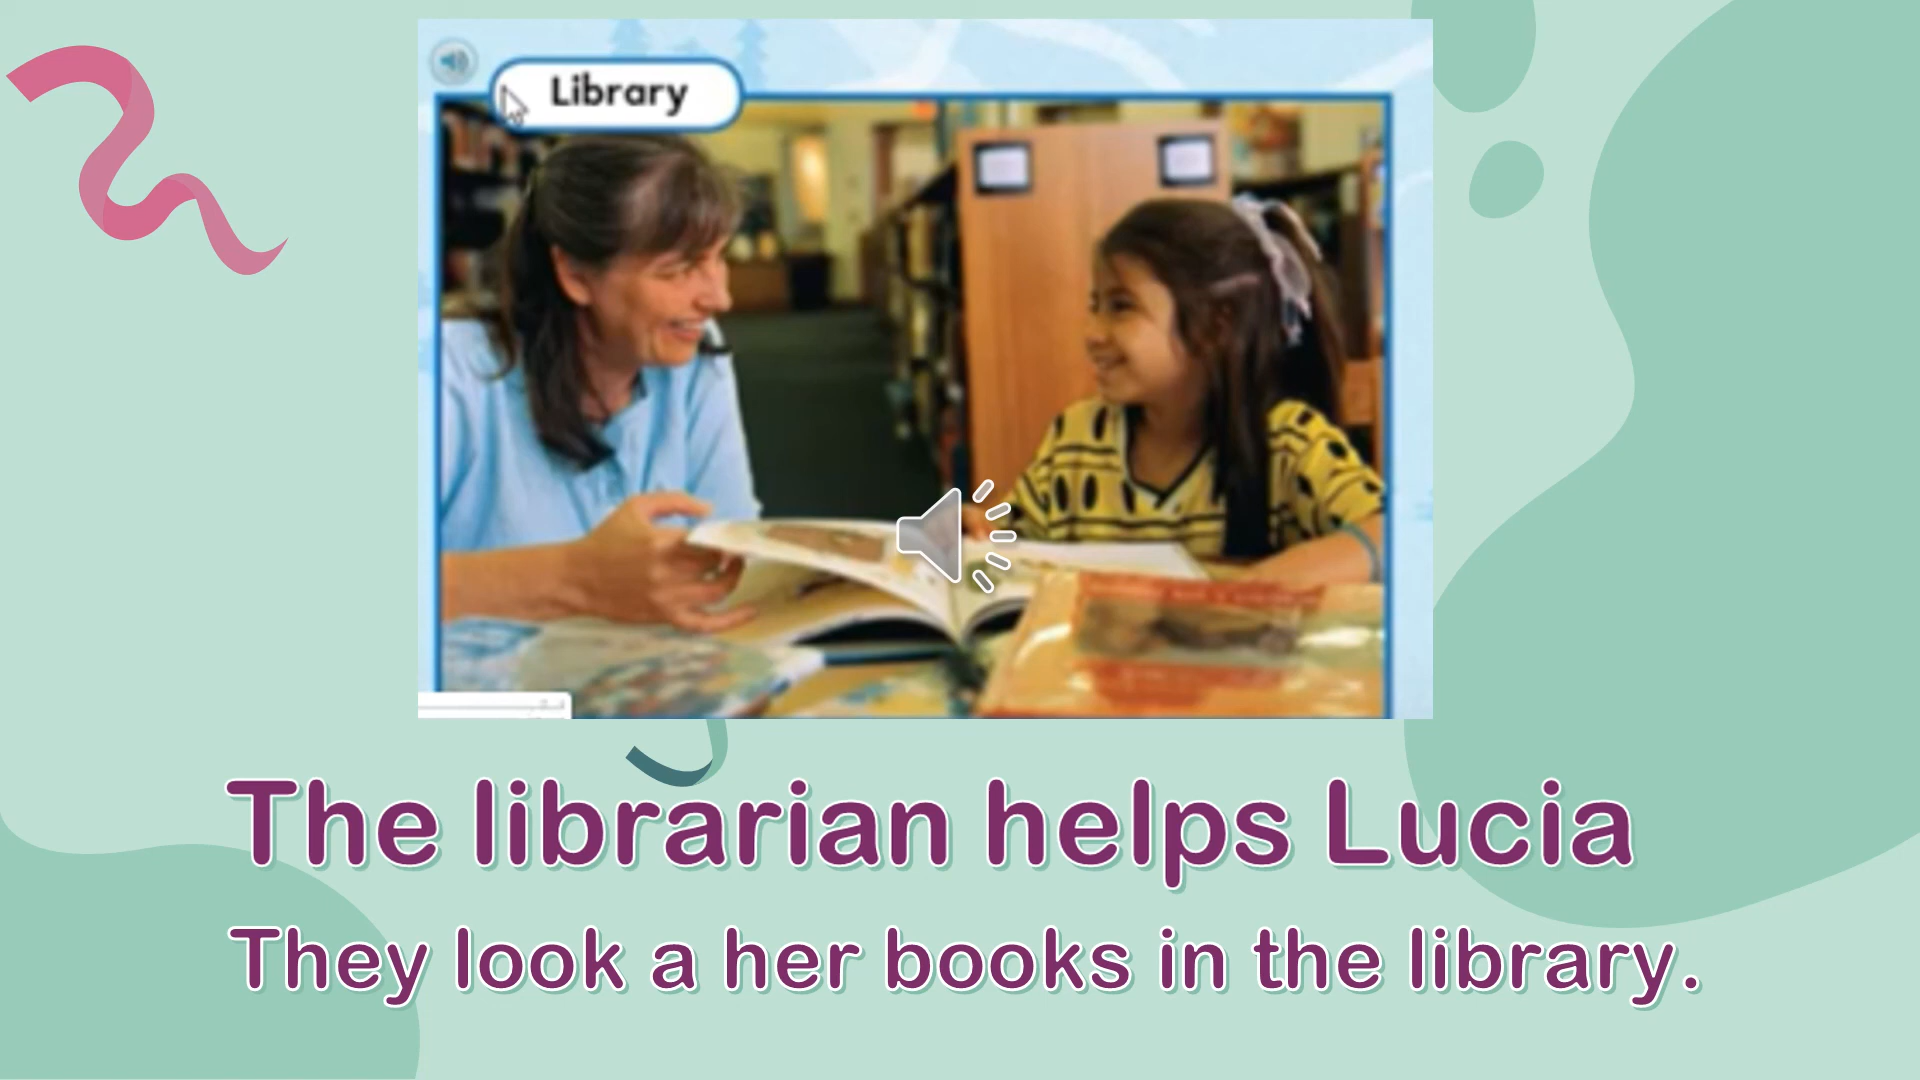 Library
The librarian helps Lucia
They look a her books in the library.